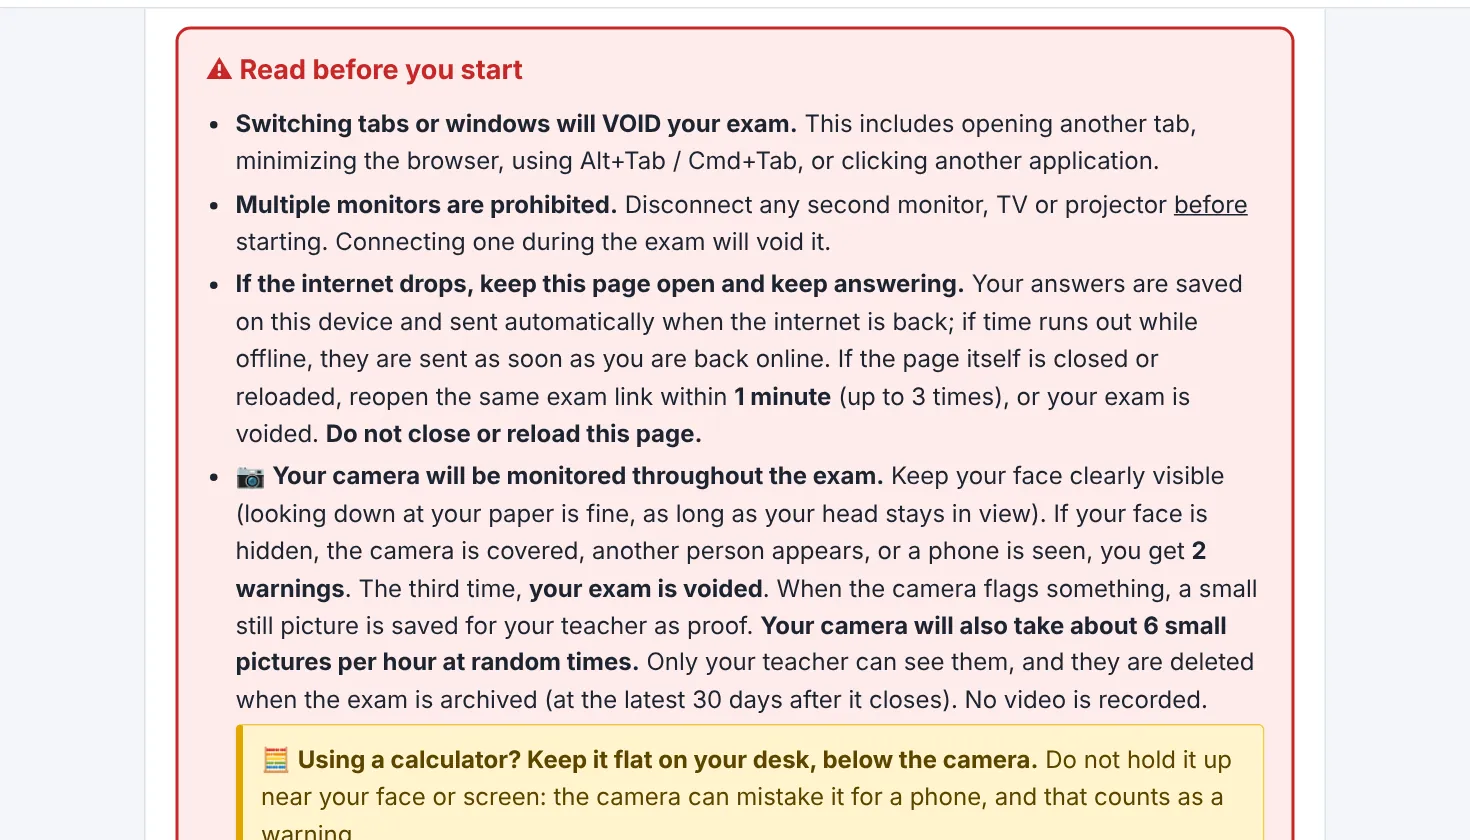 ⚠ Read before you start
• Switching tabs or windows will VOID your exam. This includes opening another tab,
minimizing the browser, using Alt+Tab / Cmd+Tab, or clicking another application.
• Multiple monitors are prohibited. Disconnect any second monitor, TV or projector before
starting. Connecting one during the exam will void it.
• If the internet drops, keep this page open and keep answering. Your answers are saved
on this device and sent automatically when the internet is back; if time runs out while
offline, they are sent as soon as you are back online. If the page itself is closed or
reloaded, reopen the same exam link within 1 minute (up to 3 times), or your exam is
voided. Do not close or reload this page.
• 📷 Your camera will be monitored throughout the exam. Keep your face clearly visible
(looking down at your paper is fine, as long as your head stays in view). If your face is
hidden, the camera is covered, another person appears, or a phone is seen, you get 2
warnings. The third time, your exam is voided. When the camera flags something, a small
still picture is saved for your teacher as proof. Your camera will also take about 6 small
pictures per hour at random times. Only your teacher can see them, and they are deleted
when the exam is archived (at the latest 30 days after it closes). No video is recorded.
🧮 Using a calculator? Keep it flat on your desk, below the camera. Do not hold it up
near your face or screen: the camera can mistake it for a phone, and that counts as a
warning.